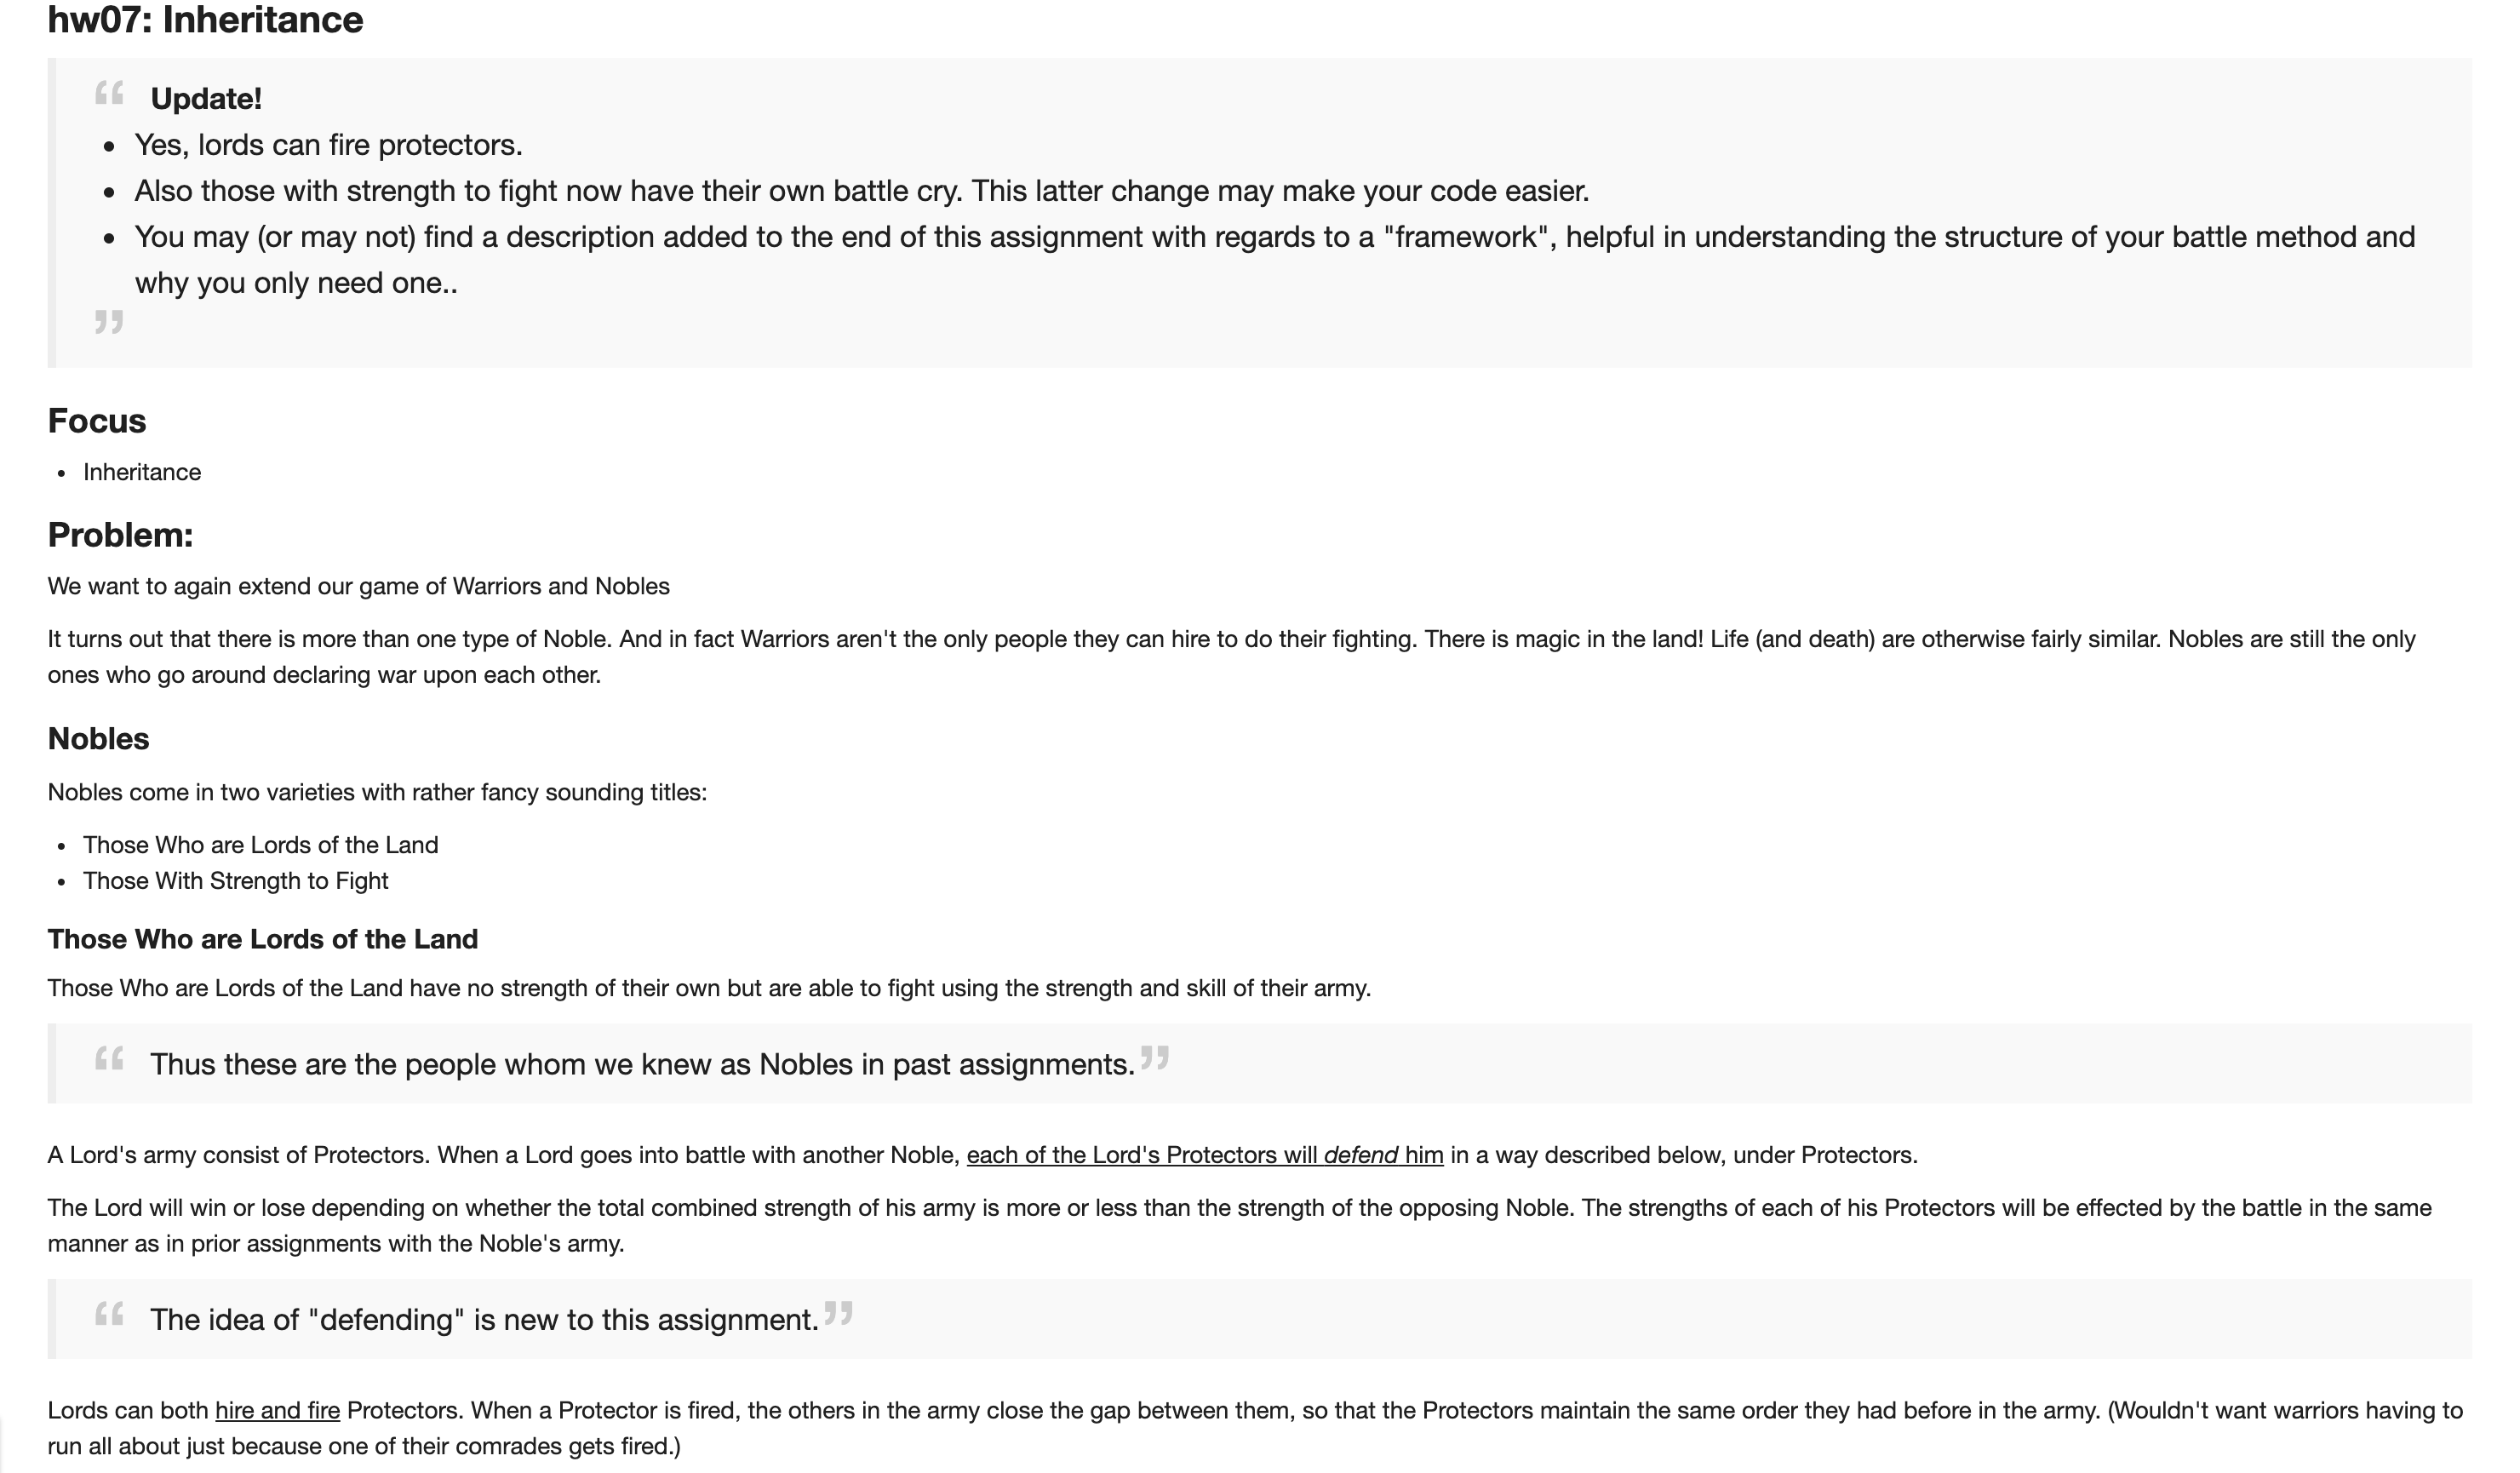 hw07: Inheritance
“ Update!
• Yes, lords can fire protectors.
• Also those with strength to fight now have their own battle cry. This latter change may make your code easier.
• You may (or may not) find a description added to the end of this assignment with regards to a "framework", helpful in understanding the structure of your battle method and
why you only need one..
”
Focus
• Inheritance
Problem:
We want to again extend our game of Warriors and Nobles
It turns out that there is more than one type of Noble. And in fact Warriors aren't the only people they can hire to do their fighting. There is magic in the land! Life (and death) are otherwise fairly similar. Nobles are still the only
ones who go around declaring war upon each other.
Nobles
Nobles come in two varieties with rather fancy sounding titles:
• Those Who are Lords of the Land
• Those With Strength to Fight
Those Who are Lords of the Land
Those Who are Lords of the Land have no strength of their own but are able to fight using the strength and skill of their army.
“ Thus these are the people whom we knew as Nobles in past assignments.”
A Lord's army consist of Protectors. When a Lord goes into battle with another Noble, each of the Lord's Protectors will defend him in a way described below, under Protectors.
The Lord will win or lose depending on whether the total combined strength of his army is more or less than the strength of the opposing Noble. The strengths of each of his Protectors will be effected by the battle in the same
manner as in prior assignments with the Noble's army.
“ The idea of "defending" is new to this assignment.”
Lords can both hire and fire Protectors. When a Protector is fired, the others in the army close the gap between them, so that the Protectors maintain the same order they had before in the army. (Wouldn't want warriors having to
run all about just because one of their comrades gets fired.)